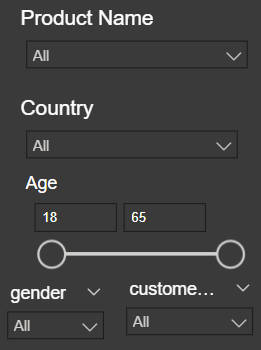 Product Name
All
Country
All
Age
18 65
gender custome…
All All